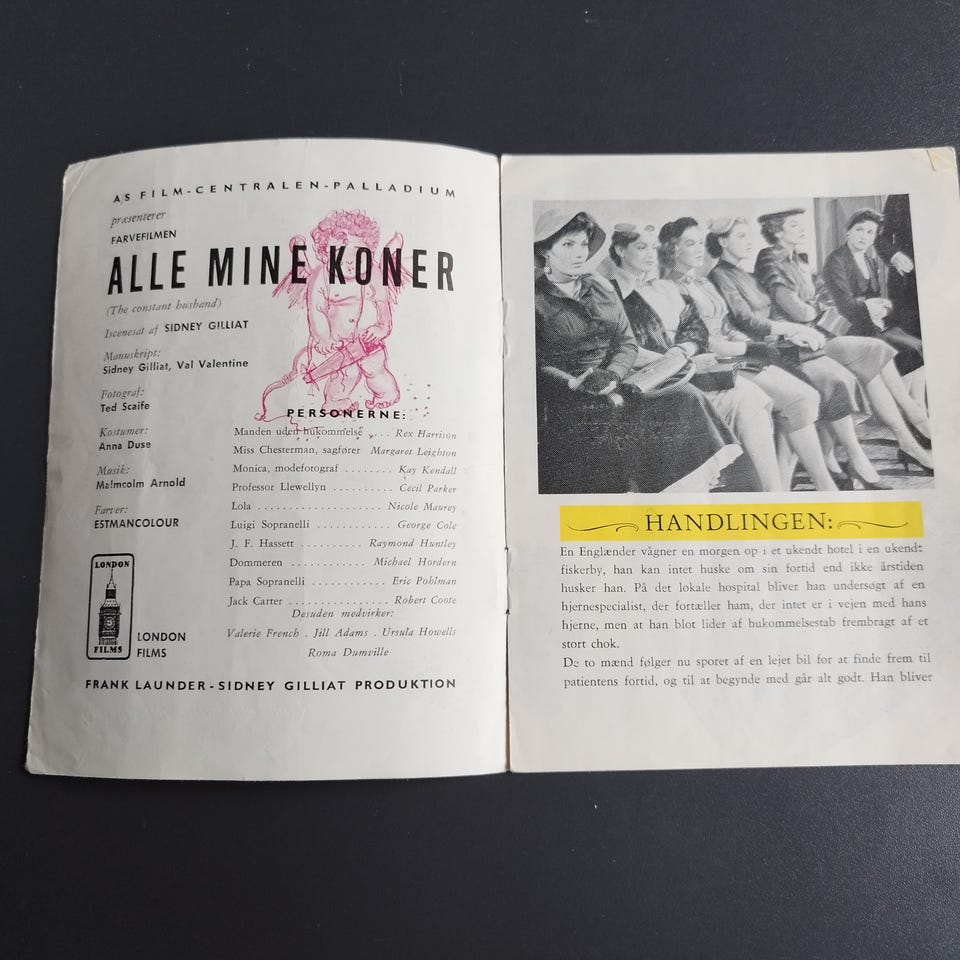 A/S FILM-CENTRALEN-PALLADIUM
præsenterer
FARVEFILMEN
ALLE MINE KONER
(The constant husband)
Iscenesat af SIDNEY GILLIAT
Manuskript:
Sidney Gilliat, Val Valentine
Fotograf:
Ted Scaife
Kostumer:
Anna Duse
Musik:
Malmcolm Arnold
Farver:
ESTMANCOLOUR
LONDON
FILMS
LONDON
FILMS
PERSONERNE:
Manden uden hukommelse ... Rex Harrison
Miss Chesterman, sagfører Margaret Leighton
Monica, modefotograf ........ Kay Kendall
Professor Llewellyn .......... Cecil Parker
Lola ..................... Nicole Maurey
Luigi Sopranelli ............ George Cole
J. F. Hassett .......... Raymond Huntley
Dommeren .............. Michael Hordern
Papa Sopranelli ............ Eric Pohlman
Jack Carter ................ Robert Coote
Desuden medvirker:
Valerie French . Jill Adams . Ursula Howells
Roma Dumville
FRANK LAUNDER - SIDNEY GILLIAT PRODUKTION
HANDLINGEN:
En Englænder vågner en morgen op i et ukendt hotel i en ukendt
fiskerby, han kan intet huske om sin fortid end ikke årstiden
husker han. På det lokale hospital bliver han undersøgt af en
hjernespecialist, der fortæller ham, der intet er i vejen med hans
hjerne, men at han blot lider af hukommelsestab frembragt af et
stort chok.
De to mænd følger nu sporet af en lejet bil for at finde frem til
patientens fortid, og til at begynde med går alt godt. Han bliver